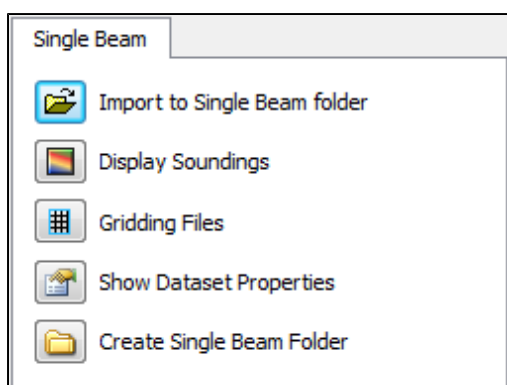 Single Beam
Import to Single Beam folder
Display Soundings
Gridding Files
Show Dataset Properties
Create Single Beam Folder